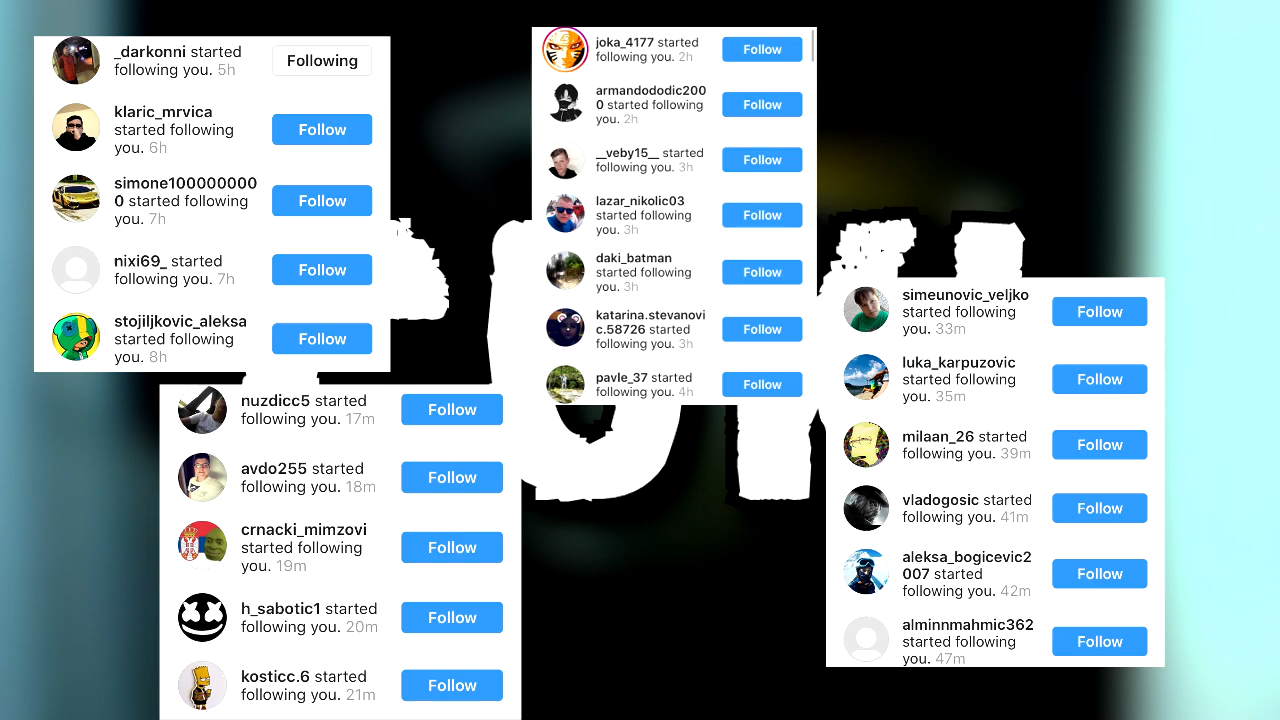 _darkonni started
following you. 5h
Following
klaric_mrvica
started following
you. 6h
Follow
simone100000000
0 started following
you. 7h
Follow
nixi69_ started
following you. 7h
Follow
stojiljkovic_aleksa
started following
you. 8h
Follow
nuzdicc5 started
following you. 17m
Follow
avdo255 started
following you. 18m
Follow
crnacki_mimzovi
started following
you. 19m
Follow
h_sabotic1 started
following you. 20m
Follow
kosticc.6 started
following you. 21m
Follow
joka_4177 started
following you. 2h
Follow
armandododic200
0 started following
you. 2h
Follow
__veby15__ started
following you. 3h
Follow
lazar_nikolic03
started following
you. 3h
Follow
daki_batman
started following
you. 3h
Follow
katarina.stevanovi
c.58726 started
following you. 3h
Follow
pavle_37 started
following you. 4h
Follow
simeunovic_veljko
started following
you. 33m
Follow
luka_karpuzovic
started following
you. 35m
Follow
milaan_26 started
following you. 39m
Follow
vladogosic started
following you. 41m
Follow
aleksa_bogicevic2
007 started
following you. 42m
Follow
alminnmahmic362
started following
you. 47m
Follow